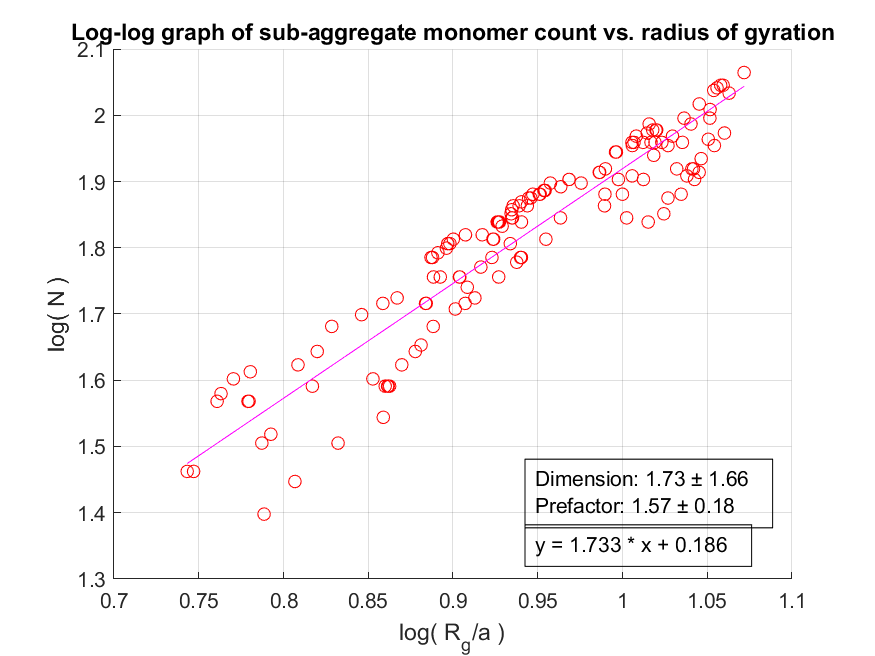 Log-log graph of sub-aggregate monomer count vs. radius of gyration
2.1
2
1.9
1.8
1.7
1.6
1.5
1.4
1.3
log( N )
Dimension: 1.73 ± 1.66
Prefactor: 1.57 ± 0.18
y = 1.733 * x + 0.186
0.7 0.75 0.8 0.85 0.9 0.95 1 1.05 1.1
log( R_g/a )